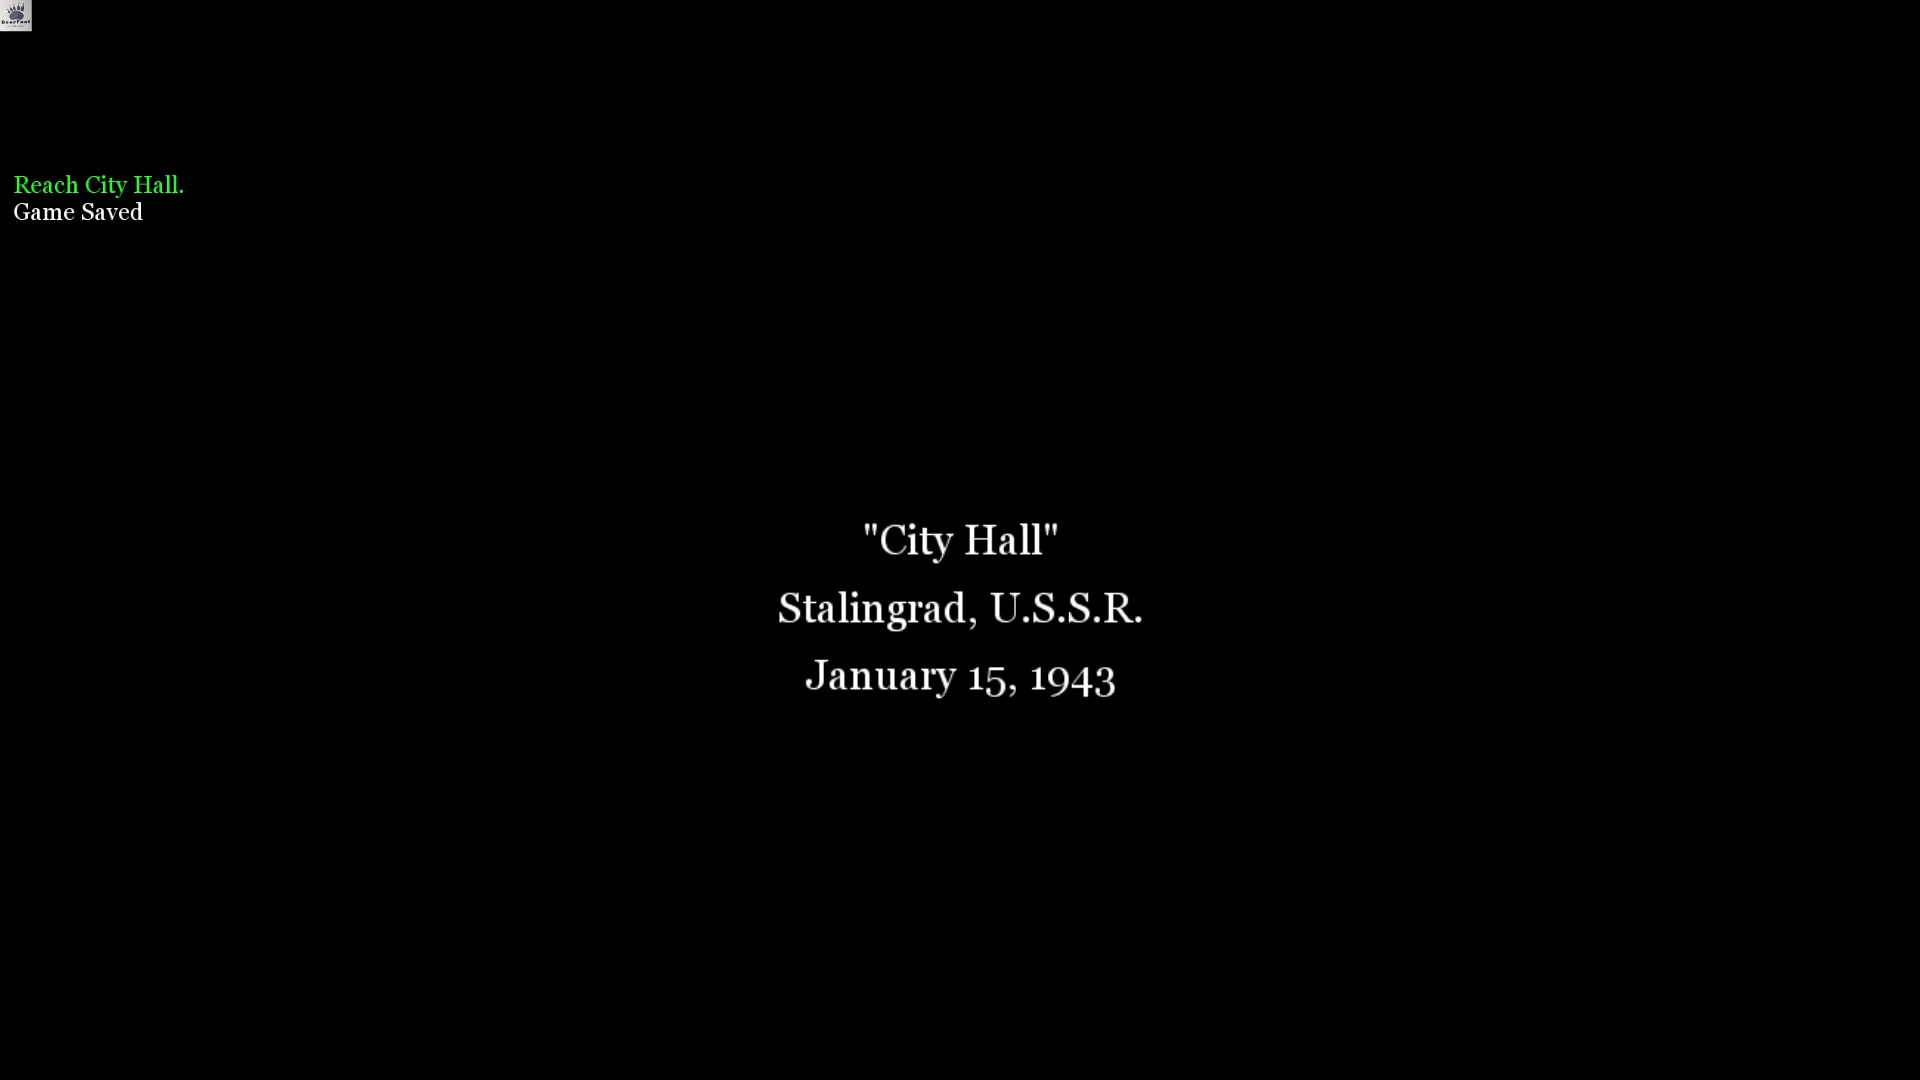 Reach City Hall.
Game Saved
"City Hall"
Stalingrad, U.S.S.R.
January 15, 1943